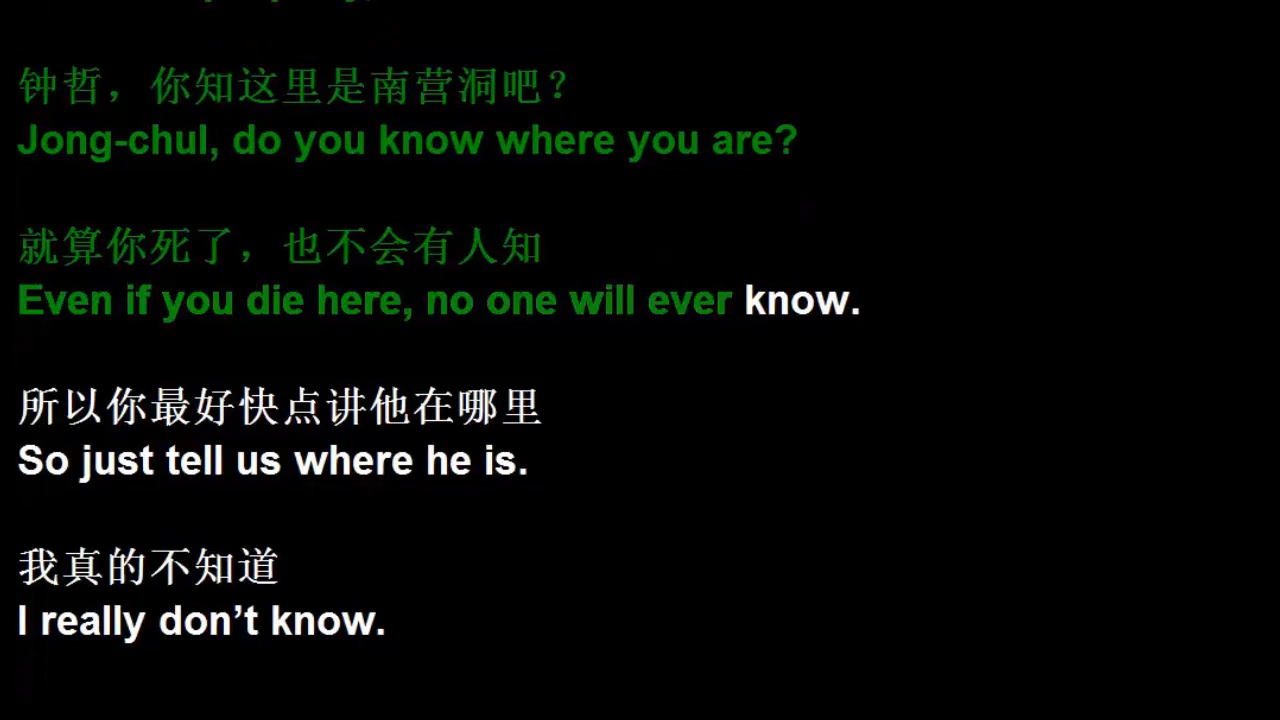 钟哲，你知这里是南营洞吧？
Jong-chul, do you know where you are?
就算你死了，也不会有人知
Even if you die here, no one will ever know.
所以你最好快点讲他在哪里
So just tell us where he is.
我真的不知道
I really don’t know.